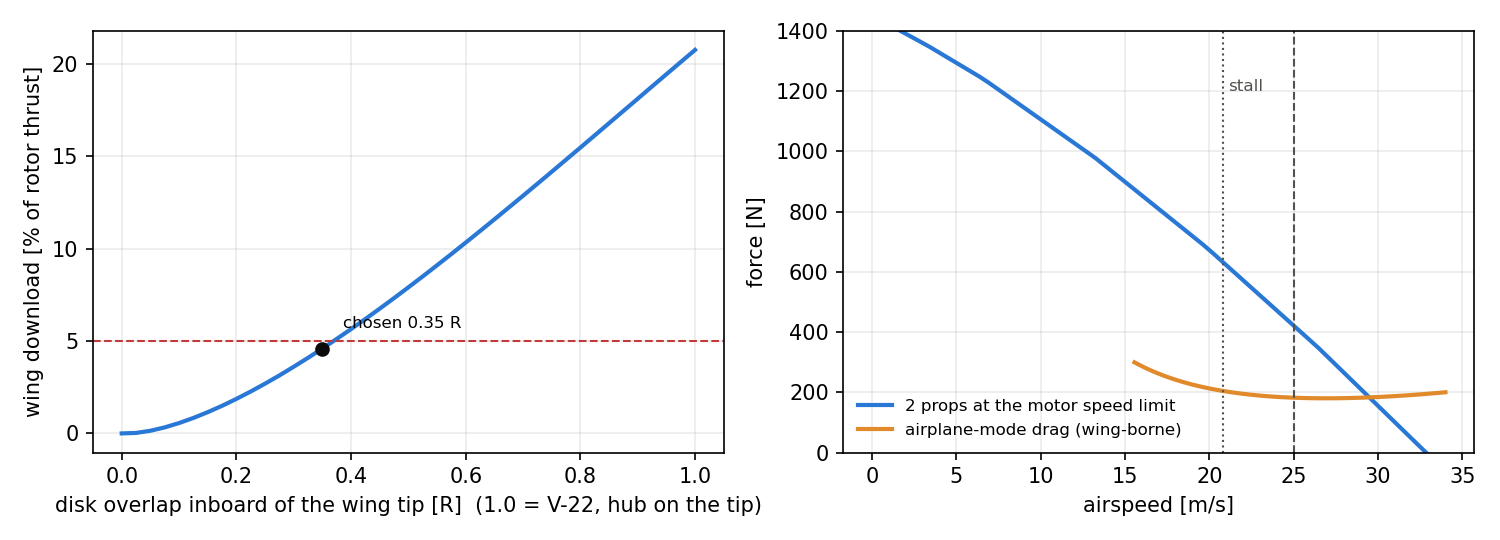 wing download [% of rotor thrust]
20
15
10
5
0
chosen 0.35 R
0.0 0.2 0.4 0.6 0.8 1.0
disk overlap inboard of the wing tip [R] (1.0 = V-22, hub on the tip)
force [N]
1400
1200
1000
800
600
400
200
0
stall
2 props at the motor speed limit
airplane-mode drag (wing-borne)
0 5 10 15 20 25 30 35
airspeed [m/s]